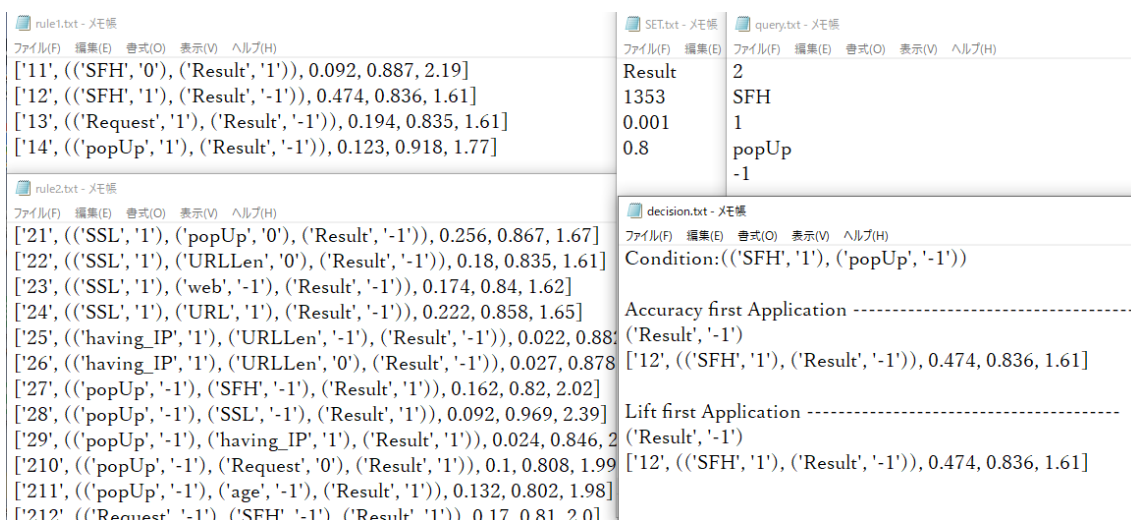 rule1.txt - メモ帳
ファイル(F) 編集(E) 書式(O) 表示(V) ヘルプ(H)
['11', (('SFH', '0'), ('Result', '1')), 0.092, 0.887, 2.19]
['12', (('SFH', '1'), ('Result', '-1')), 0.474, 0.836, 1.61]
['13', (('Request', '1'), ('Result', '-1')), 0.194, 0.835, 1.61]
['14', (('popUp', '1'), ('Result', '-1')), 0.123, 0.918, 1.77]
rule2.txt - メモ帳
ファイル(F) 編集(E) 書式(O) 表示(V) ヘルプ(H)
['21', (('SSL', '1'), ('popUp', '0'), ('Result', '-1')), 0.256, 0.867, 1.67]
['22', (('SSL', '1'), ('URLLen', '0'), ('Result', '-1')), 0.18, 0.835, 1.61]
['23', (('SSL', '1'), ('web', '-1'), ('Result', '-1')), 0.174, 0.84, 1.62]
['24', (('SSL', '1'), ('URL', '1'), ('Result', '-1')), 0.222, 0.858, 1.65]
['25', (('having_IP', '1'), ('URLLen', '-1'), ('Result', '-1')), 0.022, 0.882
['26', (('having_IP', '1'), ('URLLen', '0'), ('Result', '-1')), 0.027, 0.878
['27', (('popUp', '-1'), ('SFH', '-1'), ('Result', '1')), 0.162, 0.82, 2.02]
['28', (('popUp', '-1'), ('SSL', '-1'), ('Result', '1')), 0.092, 0.969, 2.39]
['29', (('popUp', '-1'), ('having_IP', '1'), ('Result', '1')), 0.024, 0.846, 2
['210', (('popUp', '-1'), ('Request', '0'), ('Result', '1')), 0.1, 0.808, 1.99
['211', (('popUp', '-1'), ('age', '-1'), ('Result', '1')), 0.132, 0.802, 1.98]
['212', (('Request', '-1'), ('SFH', '-1'), ('Result', '1')), 0.17, 0.81, 2.0]
SET.txt - メモ帳
ファイル(F) 編集(E)
Result
1353
0.001
0.8
query.txt - メモ帳
ファイル(F) 編集(E) 書式(O) 表示(V) ヘルプ(H)
2
SFH
1
popUp
-1
decision.txt - メモ帳
ファイル(F) 編集(E) 書式(O) 表示(V) ヘルプ(H)
Condition:(('SFH', '1'), ('popUp', '-1'))
Accuracy first Application -----------------------------------
('Result', '-1')
['12', (('SFH', '1'), ('Result', '-1')), 0.474, 0.836, 1.61]
Lift first Application ---------------------------------------
('Result', '-1')
['12', (('SFH', '1'), ('Result', '-1')), 0.474, 0.836, 1.61]